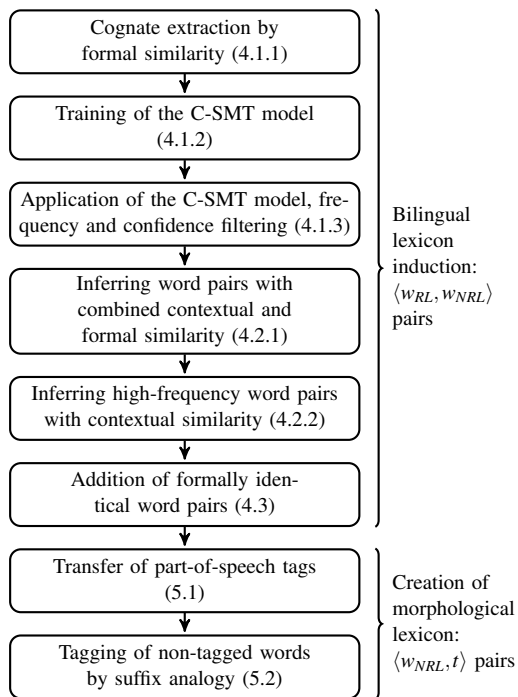 Cognate extraction by
formal similarity (4.1.1)
Training of the C-SMT model
(4.1.2)
Application of the C-SMT model, fre-
quency and confidence filtering (4.1.3)
Inferring word pairs with
combined contextual and
formal similarity (4.2.1)
Inferring high-frequency word pairs
with contextual similarity (4.2.2)
Addition of formally iden-
tical word pairs (4.3)
Bilingual
lexicon
induction:
⟨w_RL, w_NRL⟩
pairs
Transfer of part-of-speech tags
(5.1)
Tagging of non-tagged words
by suffix analogy (5.2)
Creation of
morphological
lexicon:
⟨w_NRL, t⟩ pairs